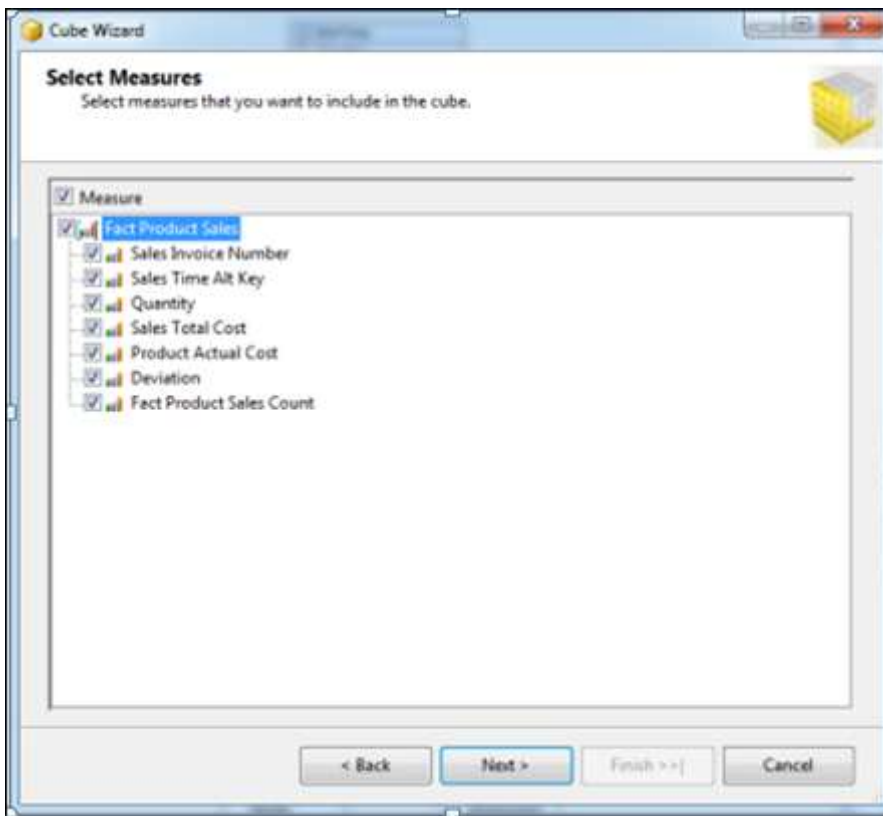 Cube Wizard
Select Measures
Select measures that you want to include in the cube.
Measure
Fact Product Sales
Sales Invoice Number
Sales Time Alt Key
Quantity
Sales Total Cost
Product Actual Cost
Deviation
Fact Product Sales Count
< Back
Next >
Finish >>|
Cancel